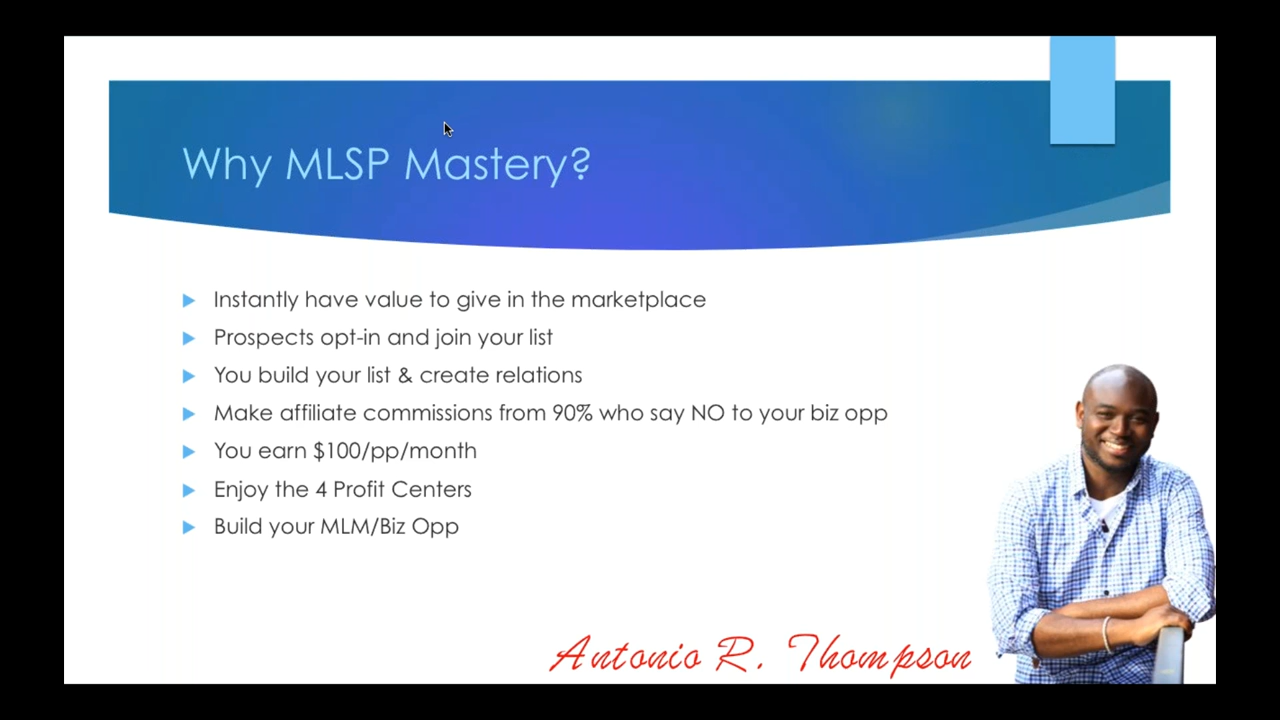 Why MLSP Mastery?
Instantly have value to give in the marketplace
Prospects opt-in and join your list
You build your list & create relations
Make affiliate commissions from 90% who say NO to your biz opp
You earn $100/pp/month
Enjoy the 4 Profit Centers
Build your MLM/Biz Opp
Antonio R. Thompson